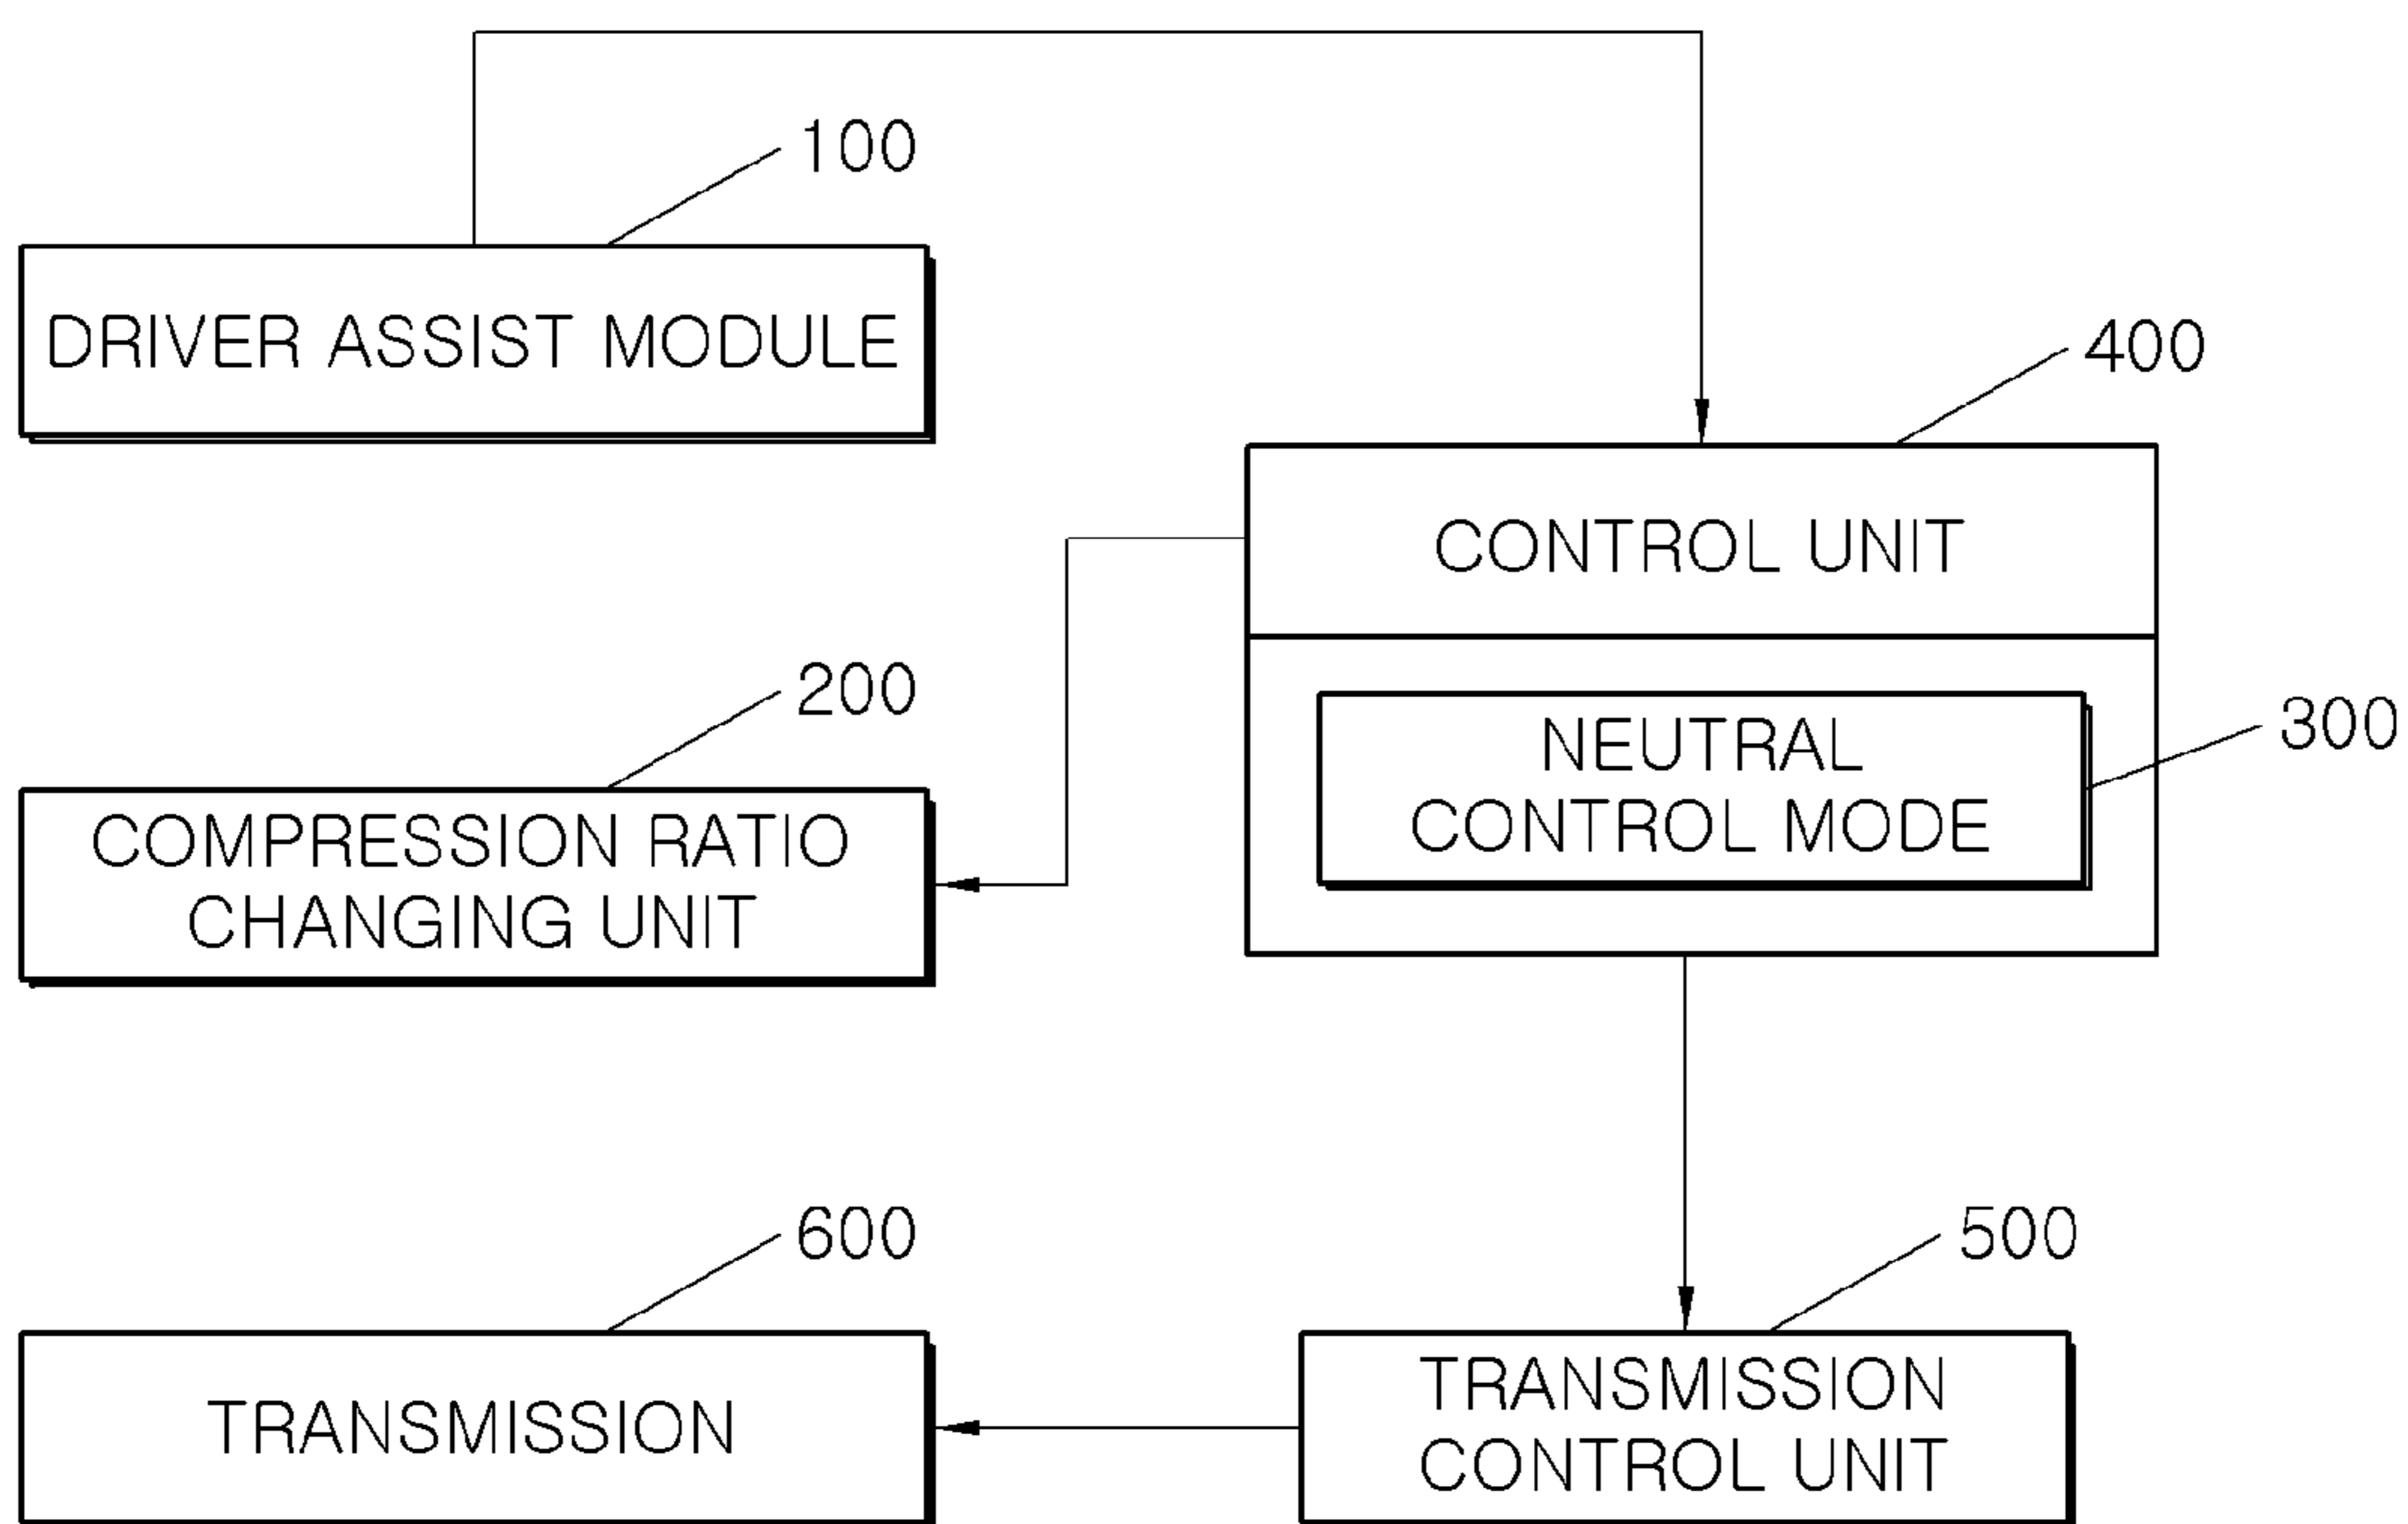 100
DRIVER ASSIST MODULE
400
CONTROL UNIT
200
300
NEUTRAL
CONTROL MODE
COMPRESSION RATIO
CHANGING UNIT
600
500
TRANSMISSION
TRANSMISSION
CONTROL UNIT